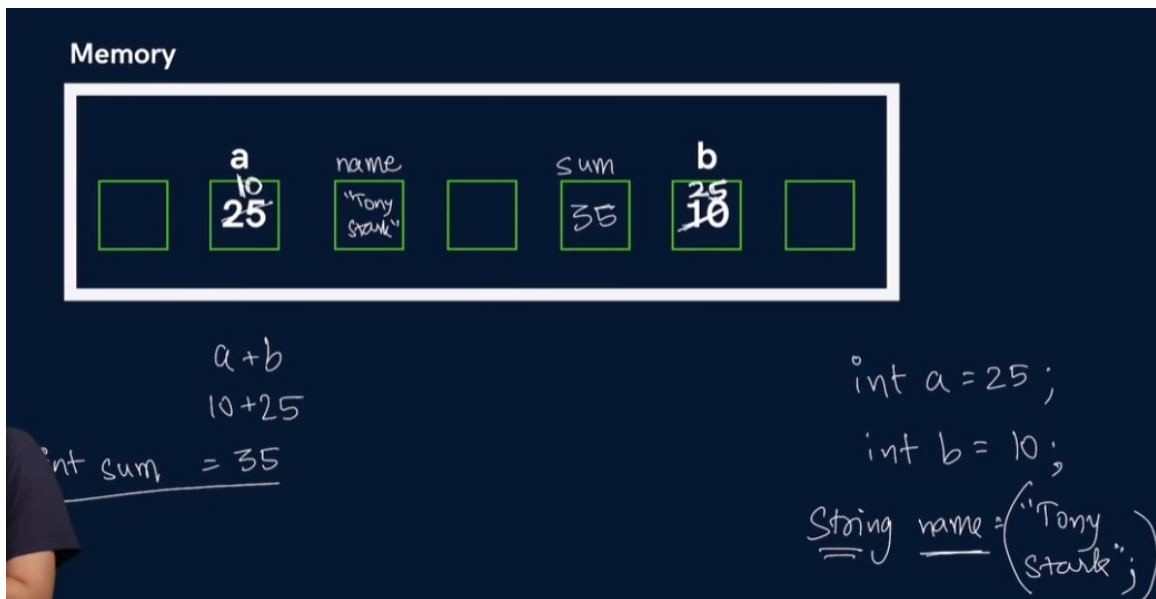 Memory
a
name
sum
b
10
25
"Tony
Stark"
35
25
10
a+b
10+25
int sum = 35
int a = 25;
int b = 10;
String name = "Tony
Stark";